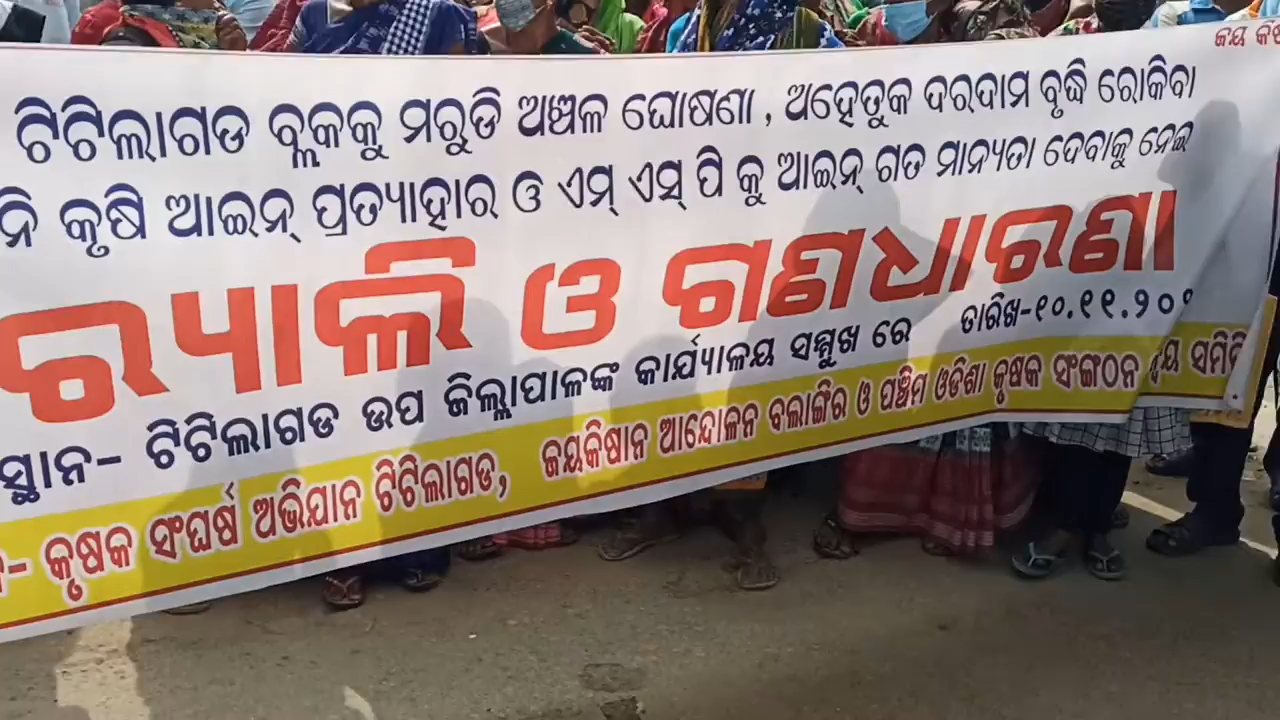 ଜୟ
ଟିଟିଲାଗଡ ବ୍ଲକକୁ ମରୁଡି ଅଞ୍ଚଳ ଘୋଷଣା , ଅହେତୁକ ଦରଦାମ ବୃଦ୍ଧି ରୋକିବା
ନି କୃଷି ଆଇନ୍ ପ୍ରତ୍ୟାହାର ଓ ଏମ୍ ଏସ୍ ପି କୁ ଆଇନ୍ ଗତ ମାନ୍ୟତା ଦେବାକୁ ନେଇ
ର‍୍ୟାଲି ଓ ଗଣଧାରଣା
ସ୍ଥାନ- ଟିଟିଲାଗଡ ଉପ ଜିଲ୍ଲାପାଳଙ୍କ କାର୍ଯ୍ୟାଳୟ ସମ୍ମୁଖ ରେ ତାରିଖ-୧୦.୧୧.୨୦
- କୃଷକ ସଂଘର୍ଷ ଅଭିଯାନ ଟିଟିଲାଗଡ, ଜୟକିଷାନ ଆନ୍ଦୋଳନ ବଲାଙ୍ଗିର ଓ ପଶ୍ଚିମ ଓଡିଶା କୃଷକ ସଂଗଠନ ସମିତି